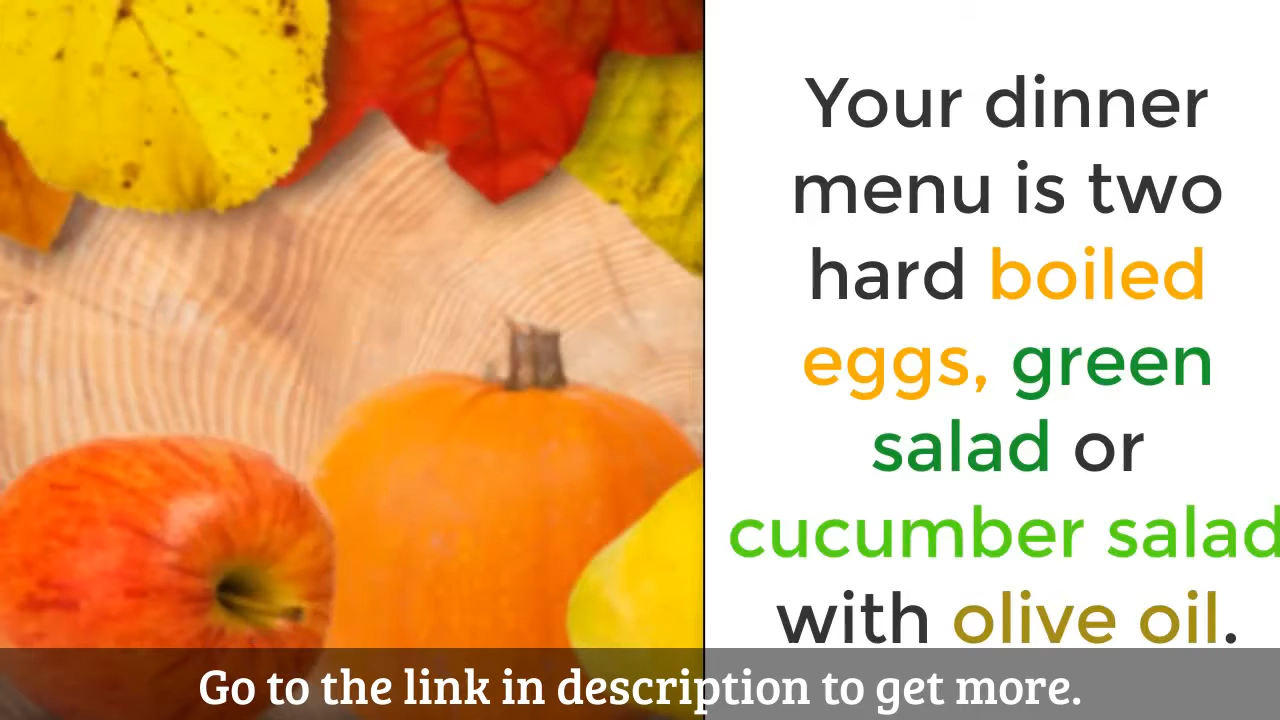 Your dinner
menu is two
hard boiled
eggs, green
salad or
cucumber salad
with olive oil.
Go to the link in description to get more.